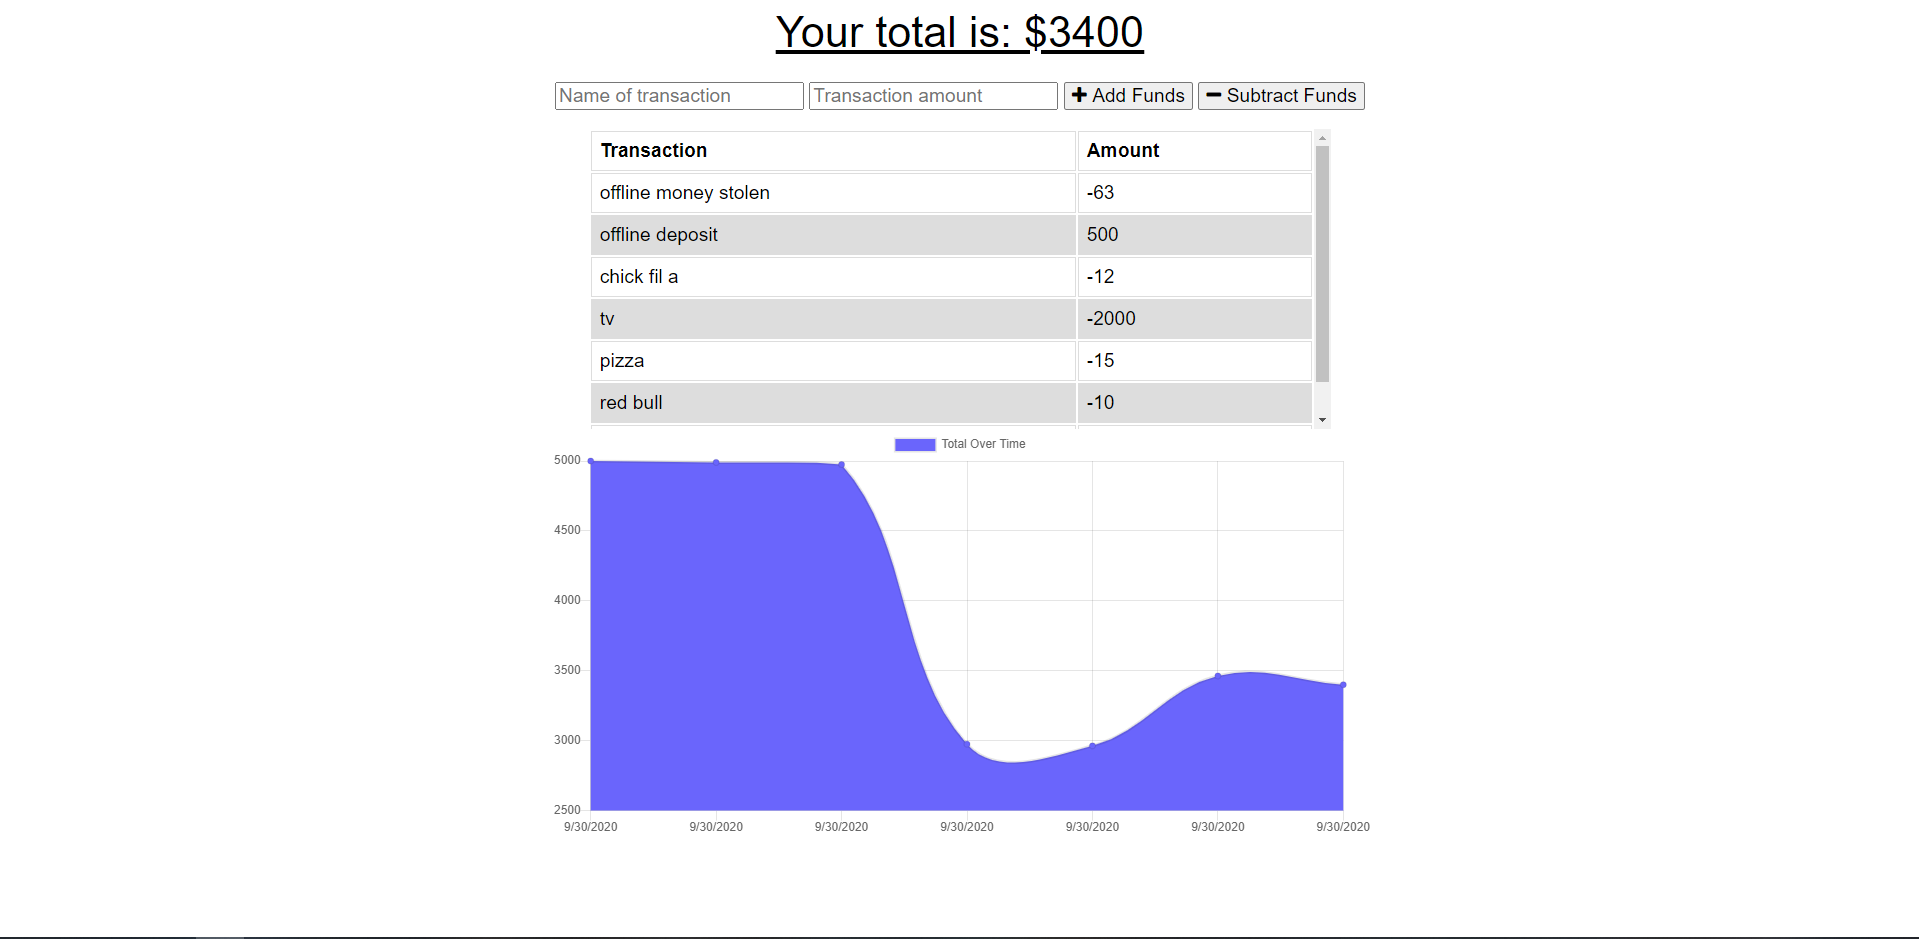 Your total is: $3400
Name of transaction Transaction amount + Add Funds − Subtract Funds
Transaction Amount
offline money stolen -63
offline deposit 500
chick fil a -12
tv -2000
pizza -15
red bull -10
Total Over Time
5000
4500
4000
3500
3000
2500
9/30/2020 9/30/2020 9/30/2020 9/30/2020 9/30/2020 9/30/2020 9/30/2020